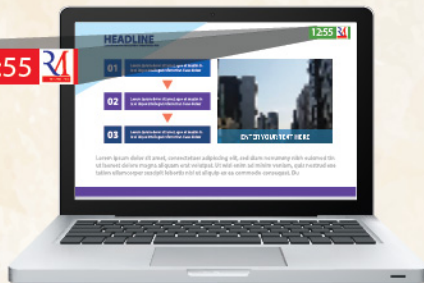 HEADLINE
12:55 R4
:55 R4
01
02
03
ENTER YOUR TEXT HERE
Lorem ipsum dolor sit amet, consectetuer adipiscing elit, sed diam nonummy nibh euismod tin
ut laoreet dolore magna aliquam erat volutpat. Ut wisi enim ad minim veniam, quis nostrud exe
tation ullamcorper suscipit lobortis nisl ut aliquip ex ea commodo consequat. Du